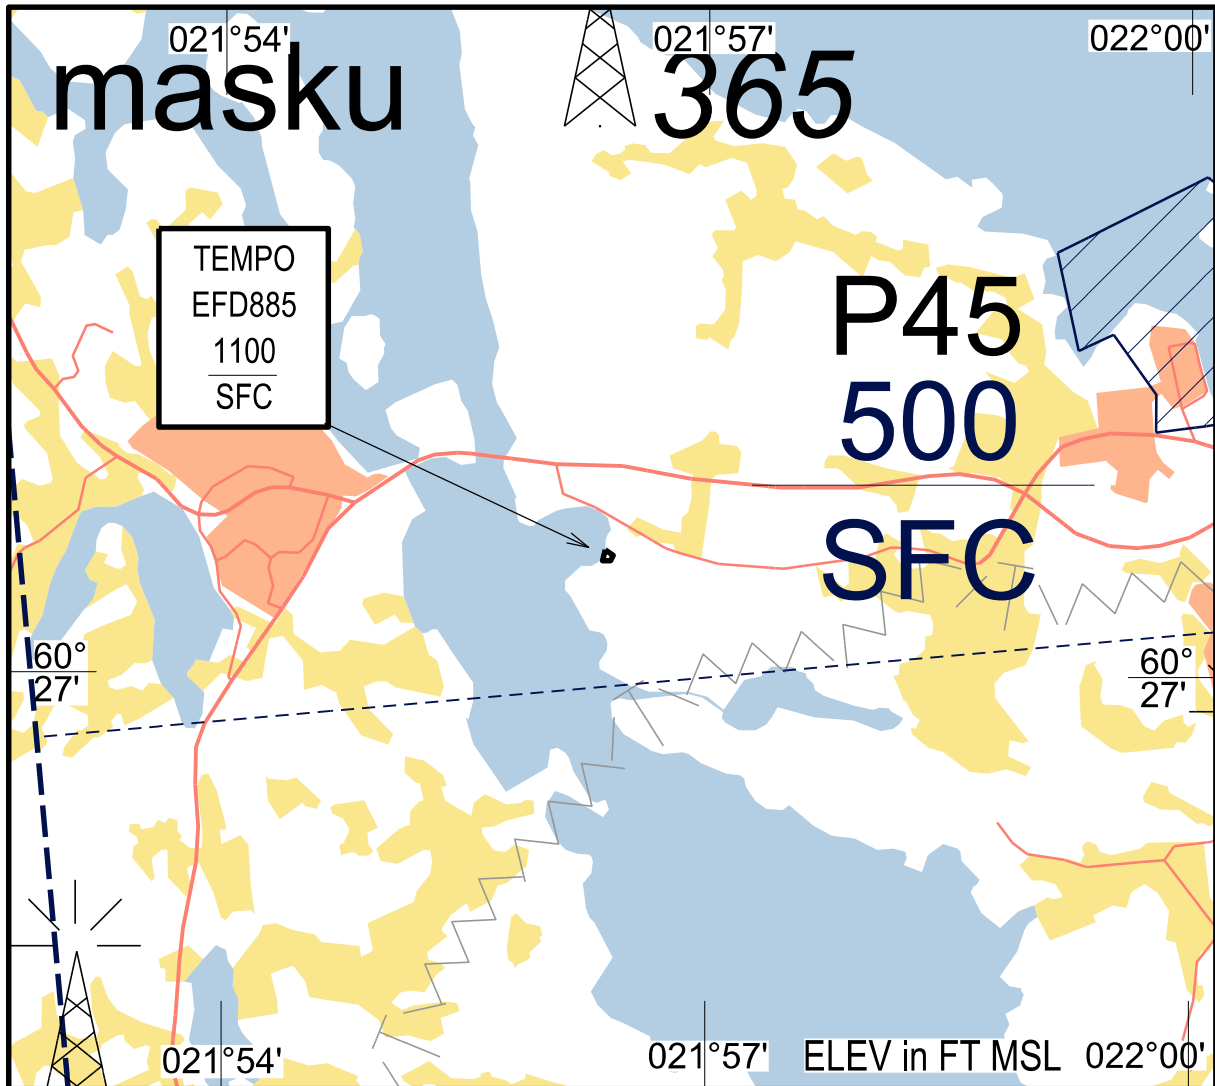 021°54' 021°57' 022°00'
masku 365
TEMPO
EFD885
1100
SFC
P45
500
SFC
60°
27'
60°
27'
021°54' 021°57' ELEV in FT MSL 022°00'